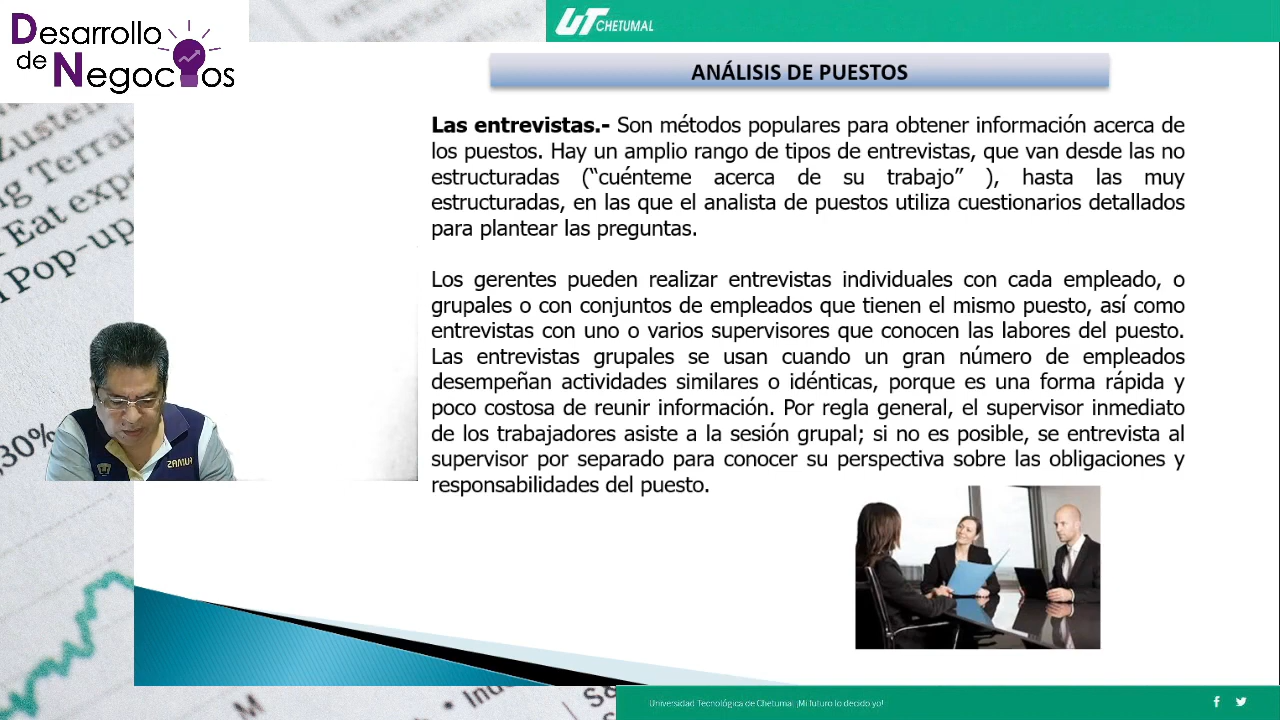 Desarrollo
de Negocios
UT CHETUMAL
ANÁLISIS DE PUESTOS
Las entrevistas.- Son métodos populares para obtener información acerca de
los puestos. Hay un amplio rango de tipos de entrevistas, que van desde las no
estructuradas (“cuénteme acerca de su trabajo” ), hasta las muy
estructuradas, en las que el analista de puestos utiliza cuestionarios detallados
para plantear las preguntas.
Los gerentes pueden realizar entrevistas individuales con cada empleado, o
grupales o con conjuntos de empleados que tienen el mismo puesto, así como
entrevistas con uno o varios supervisores que conocen las labores del puesto.
Las entrevistas grupales se usan cuando un gran número de empleados
desempeñan actividades similares o idénticas, porque es una forma rápida y
poco costosa de reunir información. Por regla general, el supervisor inmediato
de los trabajadores asiste a la sesión grupal; si no es posible, se entrevista al
supervisor por separado para conocer su perspectiva sobre las obligaciones y
responsabilidades del puesto.
Zusten
ng Terrai
Eat exp
Pop-up
,30%
M
Se
Universidad Tecnológica de Chetumal ¡Mi futuro lo decido yo!